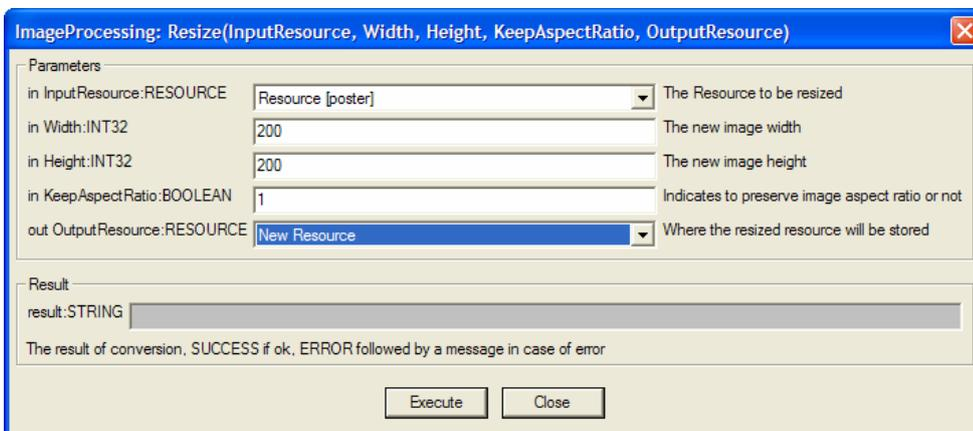 ImageProcessing: Resize(InputResource, Width, Height, KeepAspectRatio, OutputResource)
Parameters
in InputResource:RESOURCE Resource [poster] The Resource to be resized
in Width:INT32 200 The new image width
in Height:INT32 200 The new image height
in KeepAspectRatio:BOOLEAN 1 Indicates to preserve image aspect ratio or not
out OutputResource:RESOURCE New Resource Where the resized resource will be stored
Result
result:STRING
The result of conversion, SUCCESS if ok, ERROR followed by a message in case of error
Execute Close